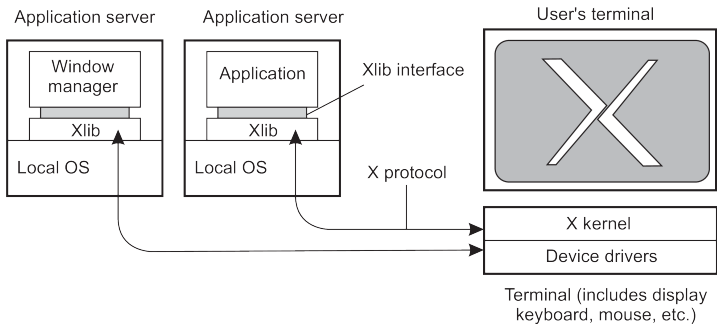 Application server
Application server
User's terminal
Window
manager
Application
Xlib interface
Xlib
Xlib
Local OS
Local OS
X protocol
X kernel
Device drivers
Terminal (includes display
keyboard, mouse, etc.)